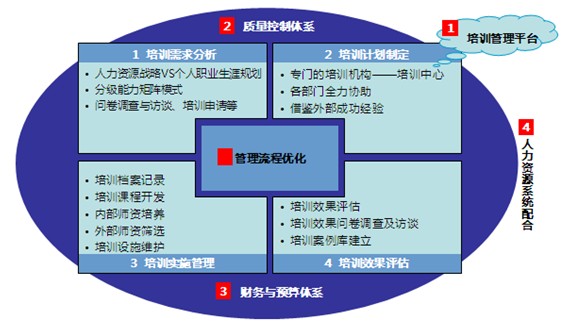 2 质量控制体系
1 培训管理平台
1 培训需求分析
• 人力资源战略VS个人职业生涯规划
• 分级能力矩阵模式
• 问卷调查与访谈、培训申请等
2 培训计划制定
• 专门的培训机构——培训中心
• 各部门全力协助
• 借鉴外部成功经验
管理流程优化
4 人力资源系统配合
• 培训档案记录
• 培训课程开发
• 内部师资培养
• 外部师资筛选
• 培训设施维护
3 培训实施管理
• 培训效果评估
• 培训效果问卷调查及访谈
• 培训案例库建立
4 培训效果评估
3 财务与预算体系